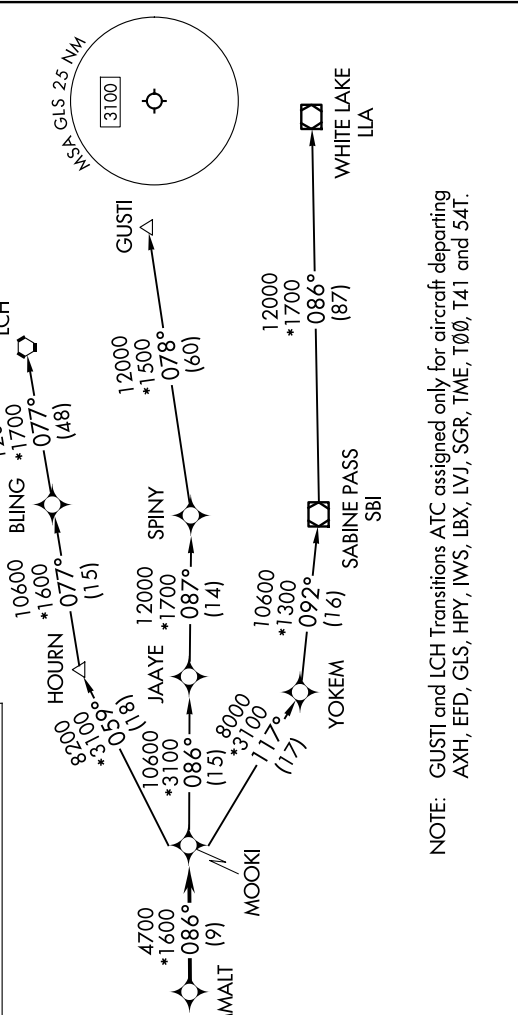 MSA GLS 25 NM
3100
LCH
*1700
077°
(48)
BLING
10600
*1600
077°
(15)
HOURN
8200
*3100
059°
(18)
GUSTI
12000
*1500
078°
(60)
SPINY
12000
*1700
087°
(14)
JAAYE
10600
*3100
086°
(15)
4700
*1600
086°
(9)
MALT
MOOKI
8000
*3100
117°
(17)
YOKEM
10600
*1300
092°
(16)
SABINE PASS
SBI
12000
*1700
086°
(87)
WHITE LAKE
LLA
NOTE: GUSTI and LCH Transitions ATC assigned only for aircraft departing
AXH, EFD, GLS, HPY, IWS, LBX, LVJ, SGR, TME, TØØ, T41 and 54T.